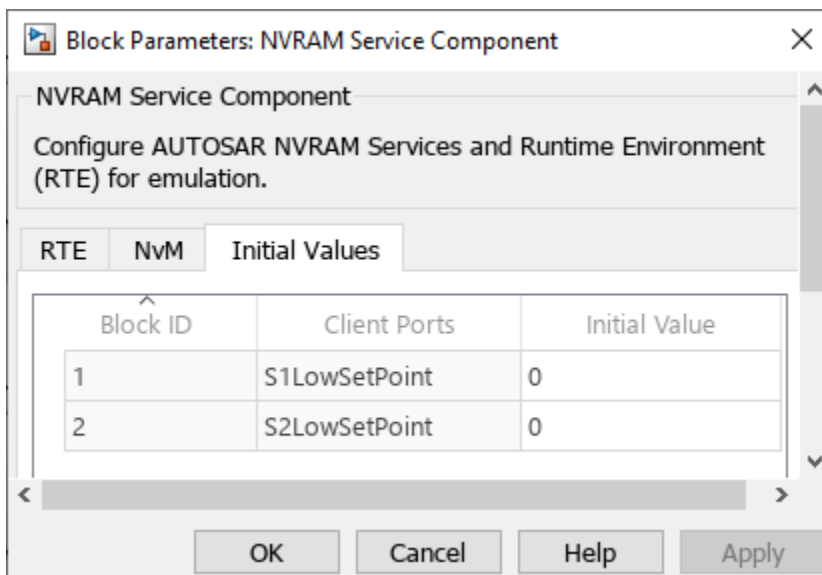 Block Parameters: NVRAM Service Component
NVRAM Service Component
Configure AUTOSAR NVRAM Services and Runtime Environment
(RTE) for emulation.
RTE NvM Initial Values
Block ID Client Ports Initial Value
1 S1LowSetPoint 0
2 S2LowSetPoint 0
OK Cancel Help Apply